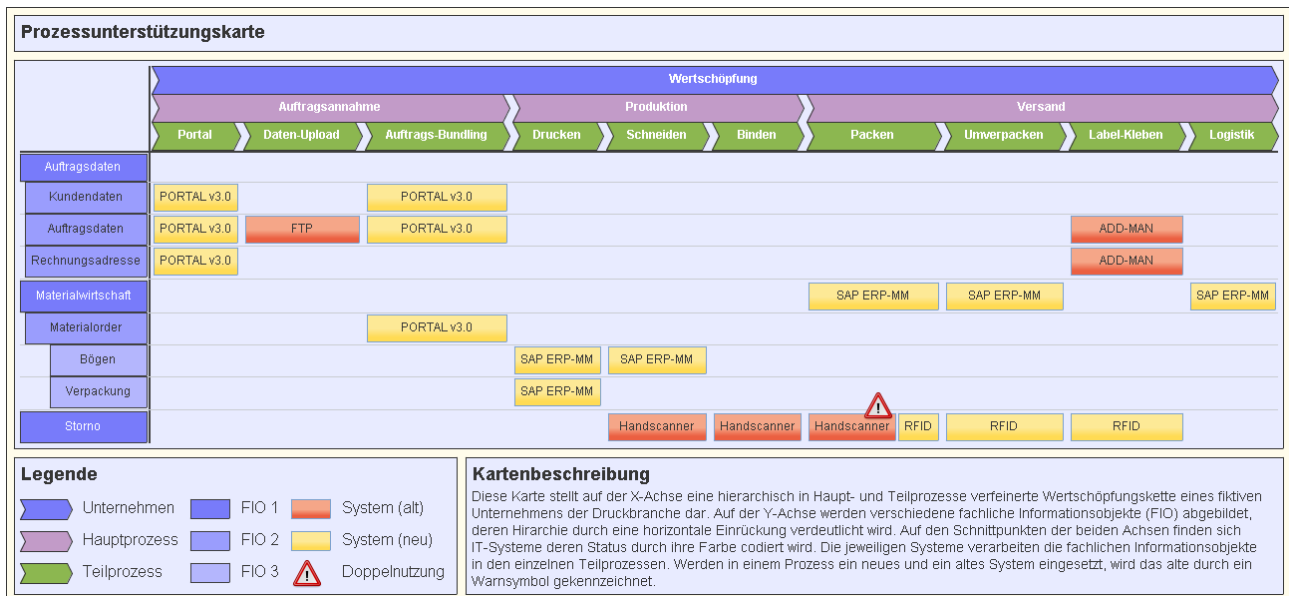 Prozessunterstützungskarte
Wertschöpfung
Auftragsannahme Produktion Versand
Portal Daten-Upload Auftrags-Bundling Drucken Schneiden Binden Packen Umverpacken Label-Kleben Logistik
Auftragsdaten
Kundendaten PORTAL v3.0 PORTAL v3.0
Auftragsdaten PORTAL v3.0 FTP PORTAL v3.0 ADD-MAN
Rechnungsadresse PORTAL v3.0 ADD-MAN
Materialwirtschaft SAP ERP-MM SAP ERP-MM SAP ERP-MM
Materialorder PORTAL v3.0
Bögen SAP ERP-MM SAP ERP-MM
Verpackung SAP ERP-MM
Storno Handscanner Handscanner Handscanner ! RFID RFID RFID
Legende
Unternehmen FIO 1 System (alt)
Hauptprozess FIO 2 System (neu)
Teilprozess FIO 3 ! Doppelnutzung
Kartenbeschreibung
Diese Karte stellt auf der X-Achse eine hierarchisch in Haupt- und Teilprozesse verfeinerte Wertschöpfungskette eines fiktiven
Unternehmens der Druckbranche dar. Auf der Y-Achse werden verschiedene fachliche Informationsobjekte (FIO) abgebildet,
deren Hirarchie durch eine horizontale Einrückung verdeutlicht wird. Auf den Schnittpunkten der beiden Achsen finden sich
IT-Systeme deren Status durch ihre Farbe codiert wird. Die jeweiligen Systeme verarbeiten die fachlichen Informationsobjekte
in den einzelnen Teilprozessen. Werden in einem Prozess ein neues und ein altes System eingesetzt, wird das alte durch ein
Warnsymbol gekennzeichnet.